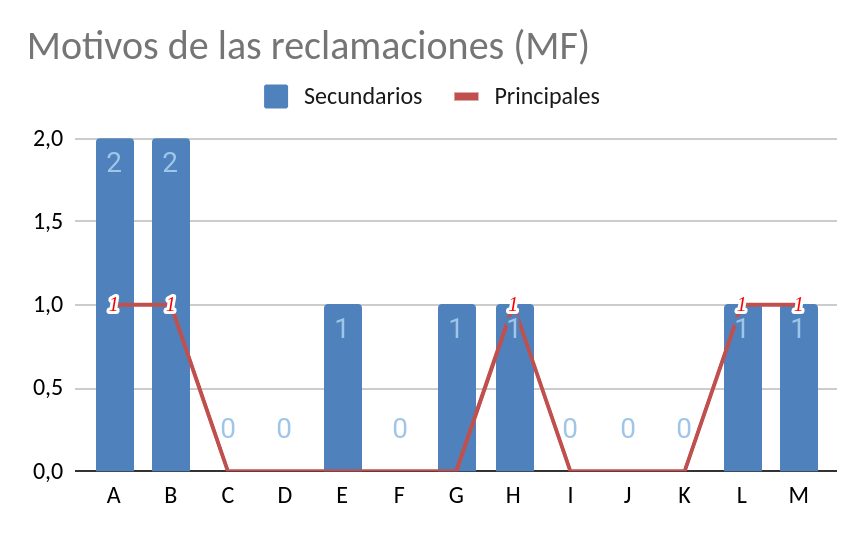 Motivos de las reclamaciones (MF)
Secundarios Principales
2,0
2 2
1,5
1,0
1 1 1 1 1
1 1 1 1 1
0,5
0 0 0 0 0 0
0,0
A B C D E F G H I J K L M